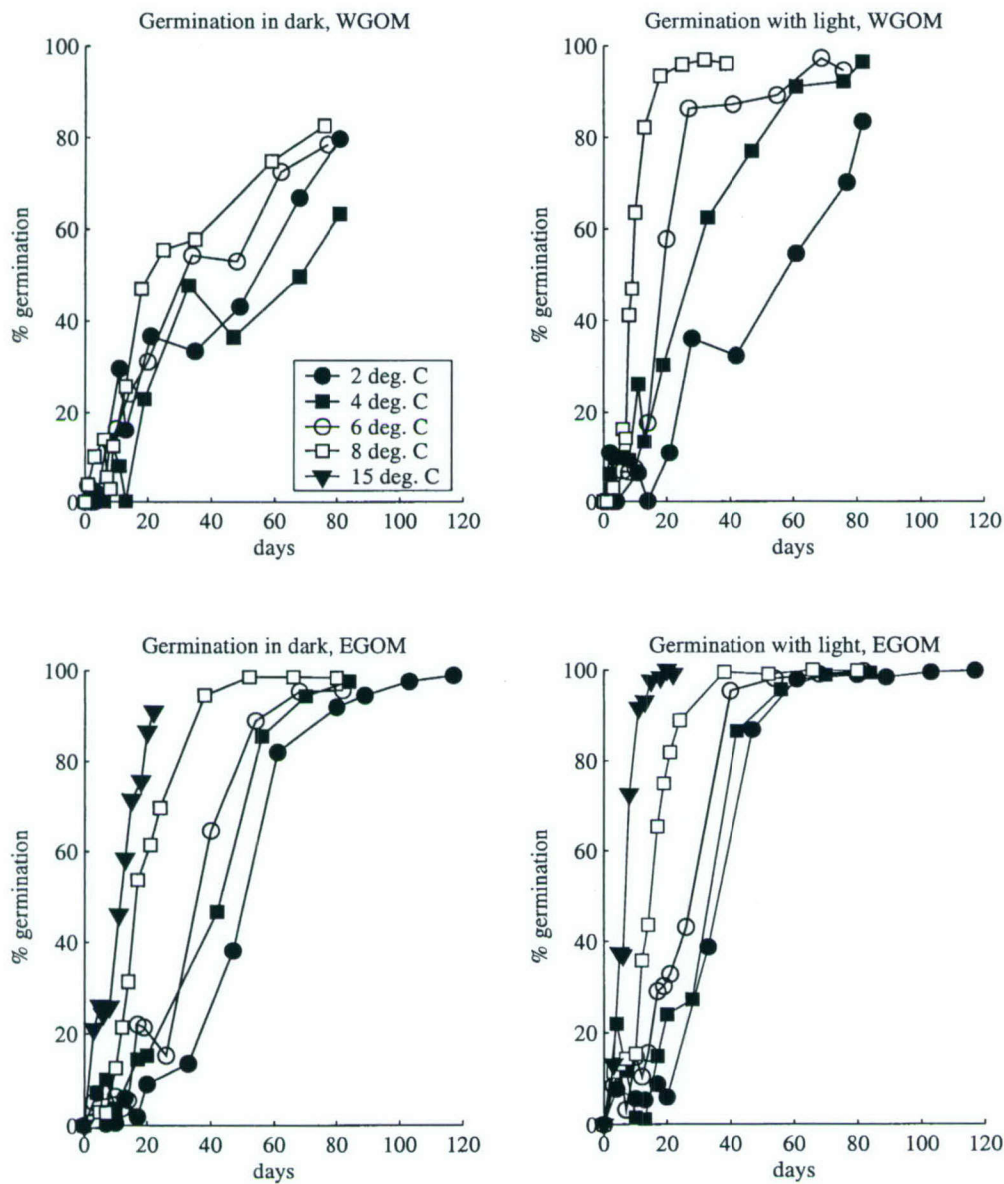 Germination in dark, WGOM
100
80
60
40
20
0
% germination
0 20 40 60 80 100 120
days
2 deg. C
4 deg. C
6 deg. C
8 deg. C
15 deg. C
Germination with light, WGOM
100
80
60
40
20
0
% germination
0 20 40 60 80 100 120
days
Germination in dark, EGOM
100
80
60
40
20
0
% germination
0 20 40 60 80 100 120
days
Germination with light, EGOM
100
80
60
40
20
0
% germination
0 20 40 60 80 100 120
days